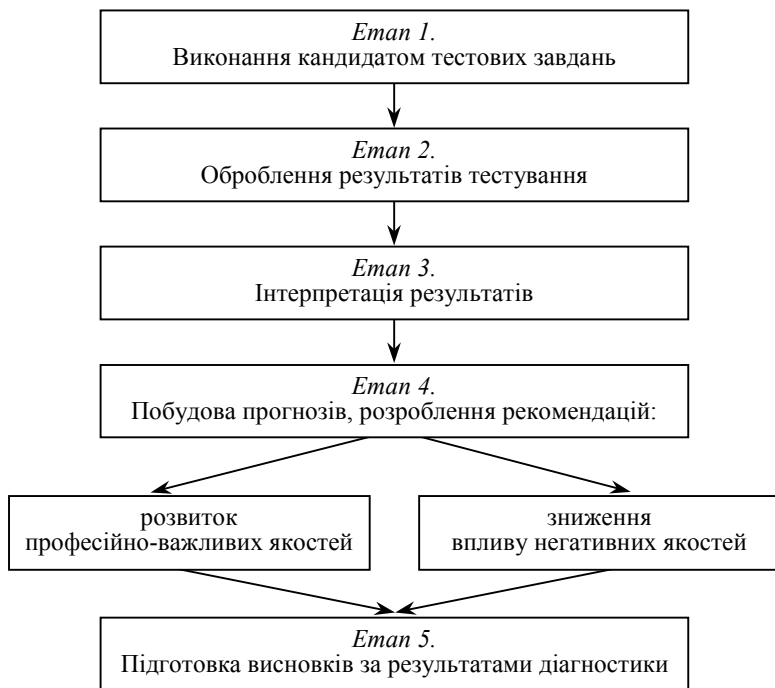 Етап 1.
Виконання кандидатом тестових завдань
Етап 2.
Оброблення результатів тестування
Етап 3.
Інтерпретація результатів
Етап 4.
Побудова прогнозів, розроблення рекомендацій:
розвиток
професійно-важливих якостей
зниження
впливу негативних якостей
Етап 5.
Підготовка висновків за результатами діагностики